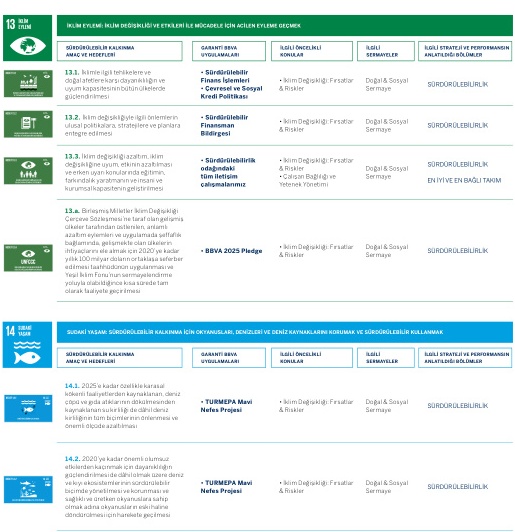 13 İKLİM
EYLEMİ
İKLİM EYLEMİ: İKLİM DEĞİŞİKLİĞİ VE ETKİLERİ İLE MÜCADELE İÇİN ACİLEN EYLEME GEÇMEK
SÜRDÜRÜLEBİLİR KALKINMA
AMAÇ VE HEDEFLERİ
GARANTİ BBVA
UYGULAMALARI
İLGİLİ ÖNCELİKLİ
KONULAR
İLGİLİ
SERMAYELER
İLGİLİ STRATEJİ VE PERFORMANSIN
ANLATILDIĞI BÖLÜMLER
13.1. İklimle ilgili tehlikelere ve
doğal afetlere karşı dayanıklılığın ve
uyum kapasitesinin bütün ülkelerde
güçlendirilmesi
• Sürdürülebilir
Finans İşlemleri
• Çevresel ve Sosyal
Kredi Politikası
• İklim Değişikliği: Fırsatlar
& Riskler
Doğal & Sosyal
Sermaye
SÜRDÜRÜLEBİLİRLİK
13.2. İklim değişikliğiyle ilgili önlemlerin
ulusal politikalara, stratejilere ve planlara
entegre edilmesi
• Sürdürülebilir
Finansman
Bildirgesi
• İklim Değişikliği: Fırsatlar
& Riskler
Doğal & Sosyal
Sermaye
SÜRDÜRÜLEBİLİRLİK
13.3. İklim değişikliği azaltım, iklim
değişikliğine uyum, etkinin azaltılması
ve erken uyarı konularında eğitimin,
farkındalık yaratmanın ve insani ve
kurumsal kapasitenin geliştirilmesi
• Sürdürülebilirlik
odağındaki
tüm iletişim
çalışmalarımız
• İklim Değişikliği: Fırsatlar
& Riskler
• Çalışan Bağlılığı ve
Yetenek Yönetimi
Doğal & Sosyal
Sermaye
SÜRDÜRÜLEBİLİRLİK
EN İYİ VE EN BAĞLI TAKIM
UNFCCC
13.a. Birleşmiş Milletler İklim Değişikliği
Çerçeve Sözleşmesi'ne taraf olan gelişmiş
ülkeler tarafından üstlenilen, anlamlı
azaltım eylemleri ve uygulamada şeffaflık
bağlamında, gelişmekte olan ülkelerin
ihtiyaçlarını ele almak için 2020'ye kadar
yıllık 100 milyar doların ortaklaşa seferber
edilmesi taahhüdünün uygulanması ve
Yeşil İklim Fonu'nun sermayelendirme
yoluyla olabildiğince kısa sürede tam
olarak faaliyete geçirilmesi
• BBVA 2025 Pledge
• İklim Değişikliği: Fırsatlar
& Riskler
Doğal & Sosyal
Sermaye
SÜRDÜRÜLEBİLİRLİK
14 SUDAKİ
YAŞAM
SUDAKİ YAŞAM: SÜRDÜRÜLEBİLİR KALKINMA İÇİN OKYANUSLARI, DENİZLERİ VE DENİZ KAYNAKLARINI KORUMAK VE SÜRDÜRÜLEBİLİR KULLANMAK
SÜRDÜRÜLEBİLİR KALKINMA
AMAÇ VE HEDEFLERİ
GARANTİ BBVA
UYGULAMALARI
İLGİLİ ÖNCELİKLİ
KONULAR
İLGİLİ
SERMAYELER
İLGİLİ STRATEJİ VE PERFORMANSIN
ANLATILDIĞI BÖLÜMLER
14.1. 2025'e kadar özellikle karasal
kökenli faaliyetlerden kaynaklanan, deniz
çöpü ve gıda atıklarının dökülmesinden
kaynaklanan su kirliliği de dâhil deniz
kirliliğinin tüm biçimlerinin önlenmesi ve
önemli ölçüde azaltılması
• TURMEPA Mavi
Nefes Projesi
• İklim Değişikliği: Fırsatlar
& Riskler
Doğal & Sosyal
Sermaye
SÜRDÜRÜLEBİLİRLİK
14.2. 2020'ye kadar önemli olumsuz
etkilerden kaçınmak için dayanıklılığın
güçlendirilmesi de dâhil olmak üzere deniz
ve kıyı ekosistemlerinin sürdürülebilir
biçimde yönetilmesi ve korunması ve
sağlıklı ve üretken okyanuslara sahip
olmak adına okyanusların eski haline
döndürülmesi için harekete geçilmesi
• TURMEPA Mavi
Nefes Projesi
• İklim Değişikliği: Fırsatlar
& Riskler
Doğal & Sosyal
Sermaye
SÜRDÜRÜLEBİLİRLİK